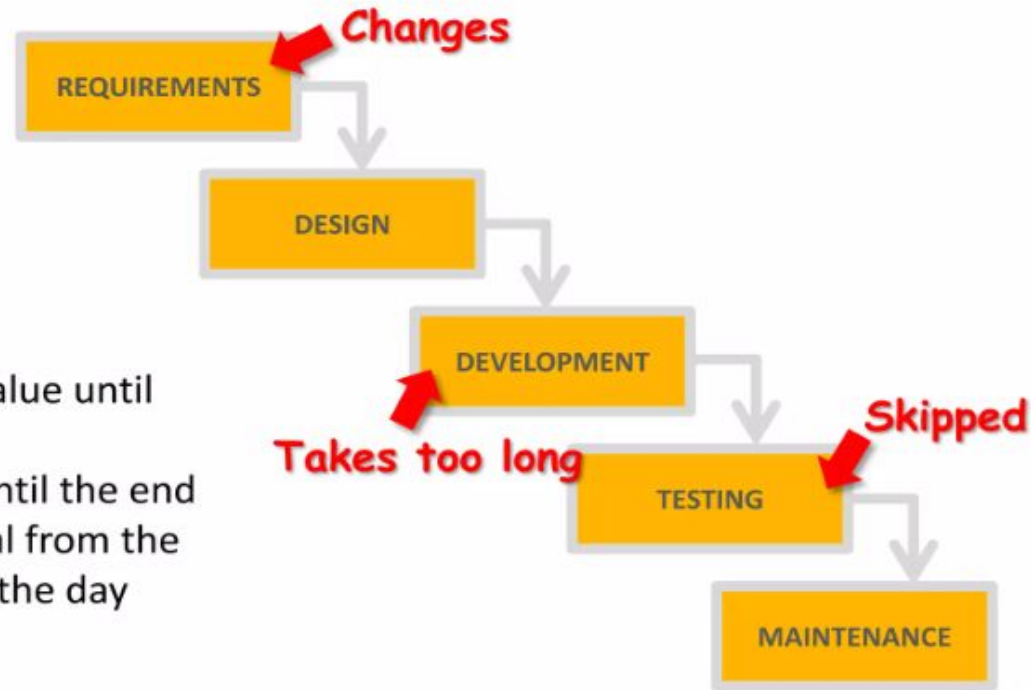 Changes
REQUIREMENTS
DESIGN
DEVELOPMENT
alue until
Takes too long
Skipped
ntil the end
TESTING
al from the
the day
MAINTENANCE